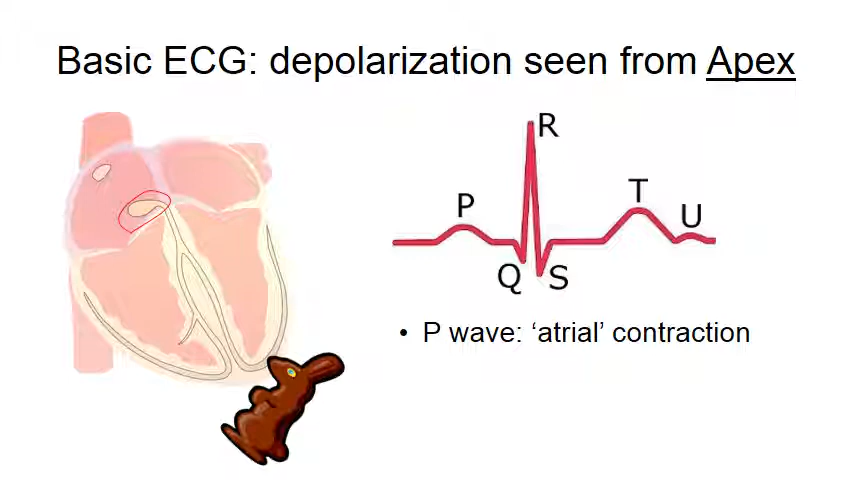 Basic ECG: depolarization seen from Apex
R
P
T
U
Q
S
• P wave: ‘atrial’ contraction